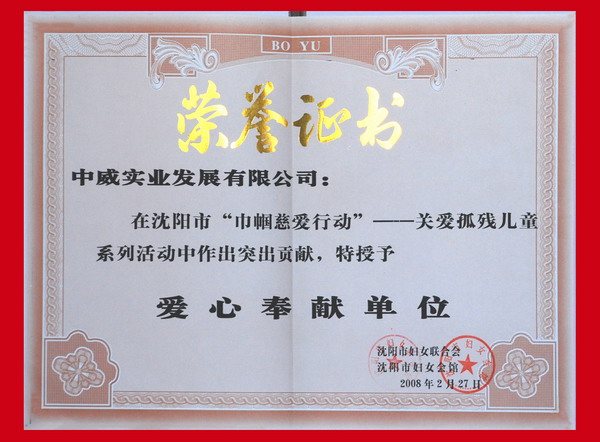 BO YU
荣誉证书
中威实业发展有限公司：
在沈阳市“巾帼慈爱行动”——关爱孤残儿童
系列活动中作出突出贡献，特授予
爱心奉献单位
沈阳市妇女联合会
沈阳市妇女会馆
2008年2月27日